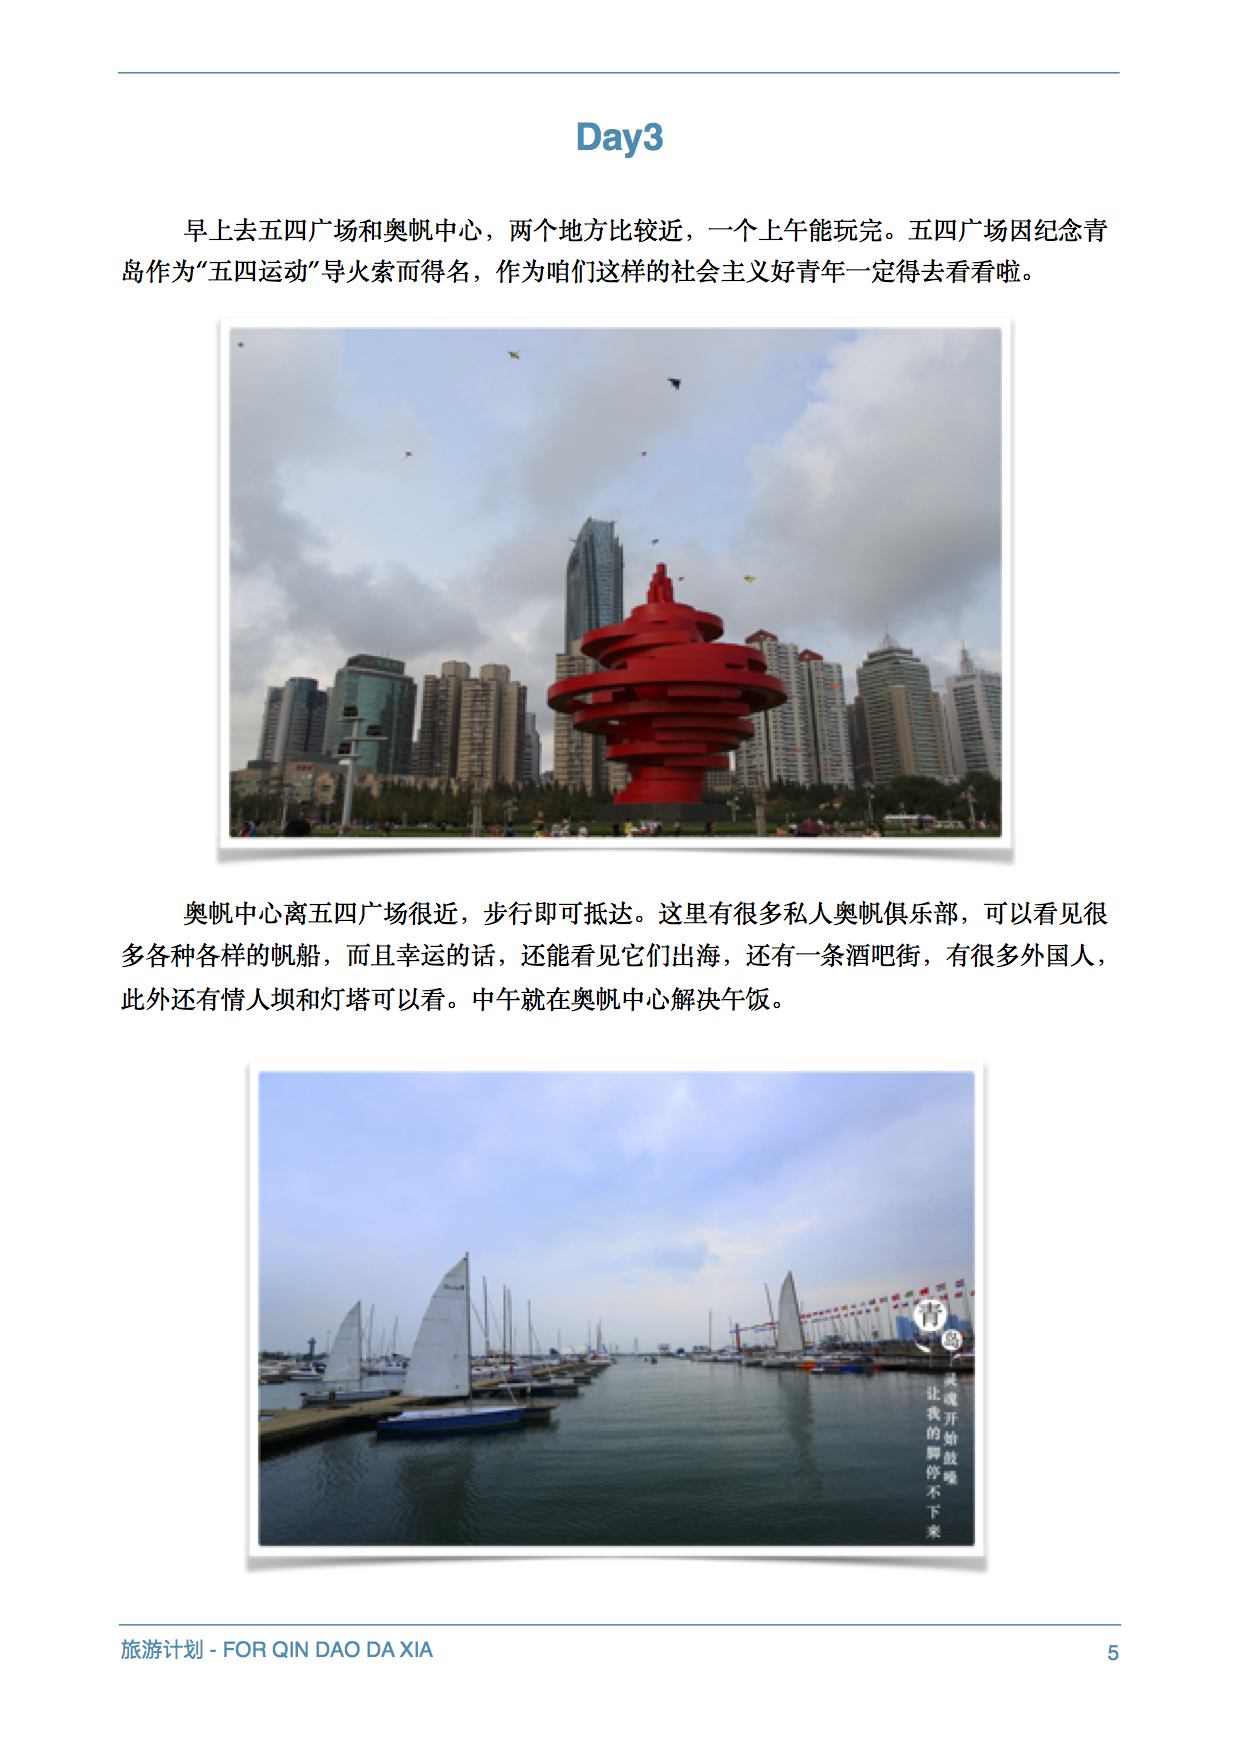 Day3
早上去五四广场和奥帆中心，两个地方比较近，一个上午能玩完。五四广场因纪念青
岛作为“五四运动”导火索而得名，作为咱们这样的社会主义好青年一定得去看看啦。
奥帆中心离五四广场很近，步行即可抵达。这里有很多私人奥帆俱乐部，可以看见很
多各种各样的帆船，而且幸运的话，还能看见它们出海，还有一条酒吧街，有很多外国人，
此外还有情人坝和灯塔可以看。中午就在奥帆中心解决午饭。
青岛
灵魂开始鼓噪
让我的脚停不下来
旅游计划 - FOR QIN DAO DA XIA
5